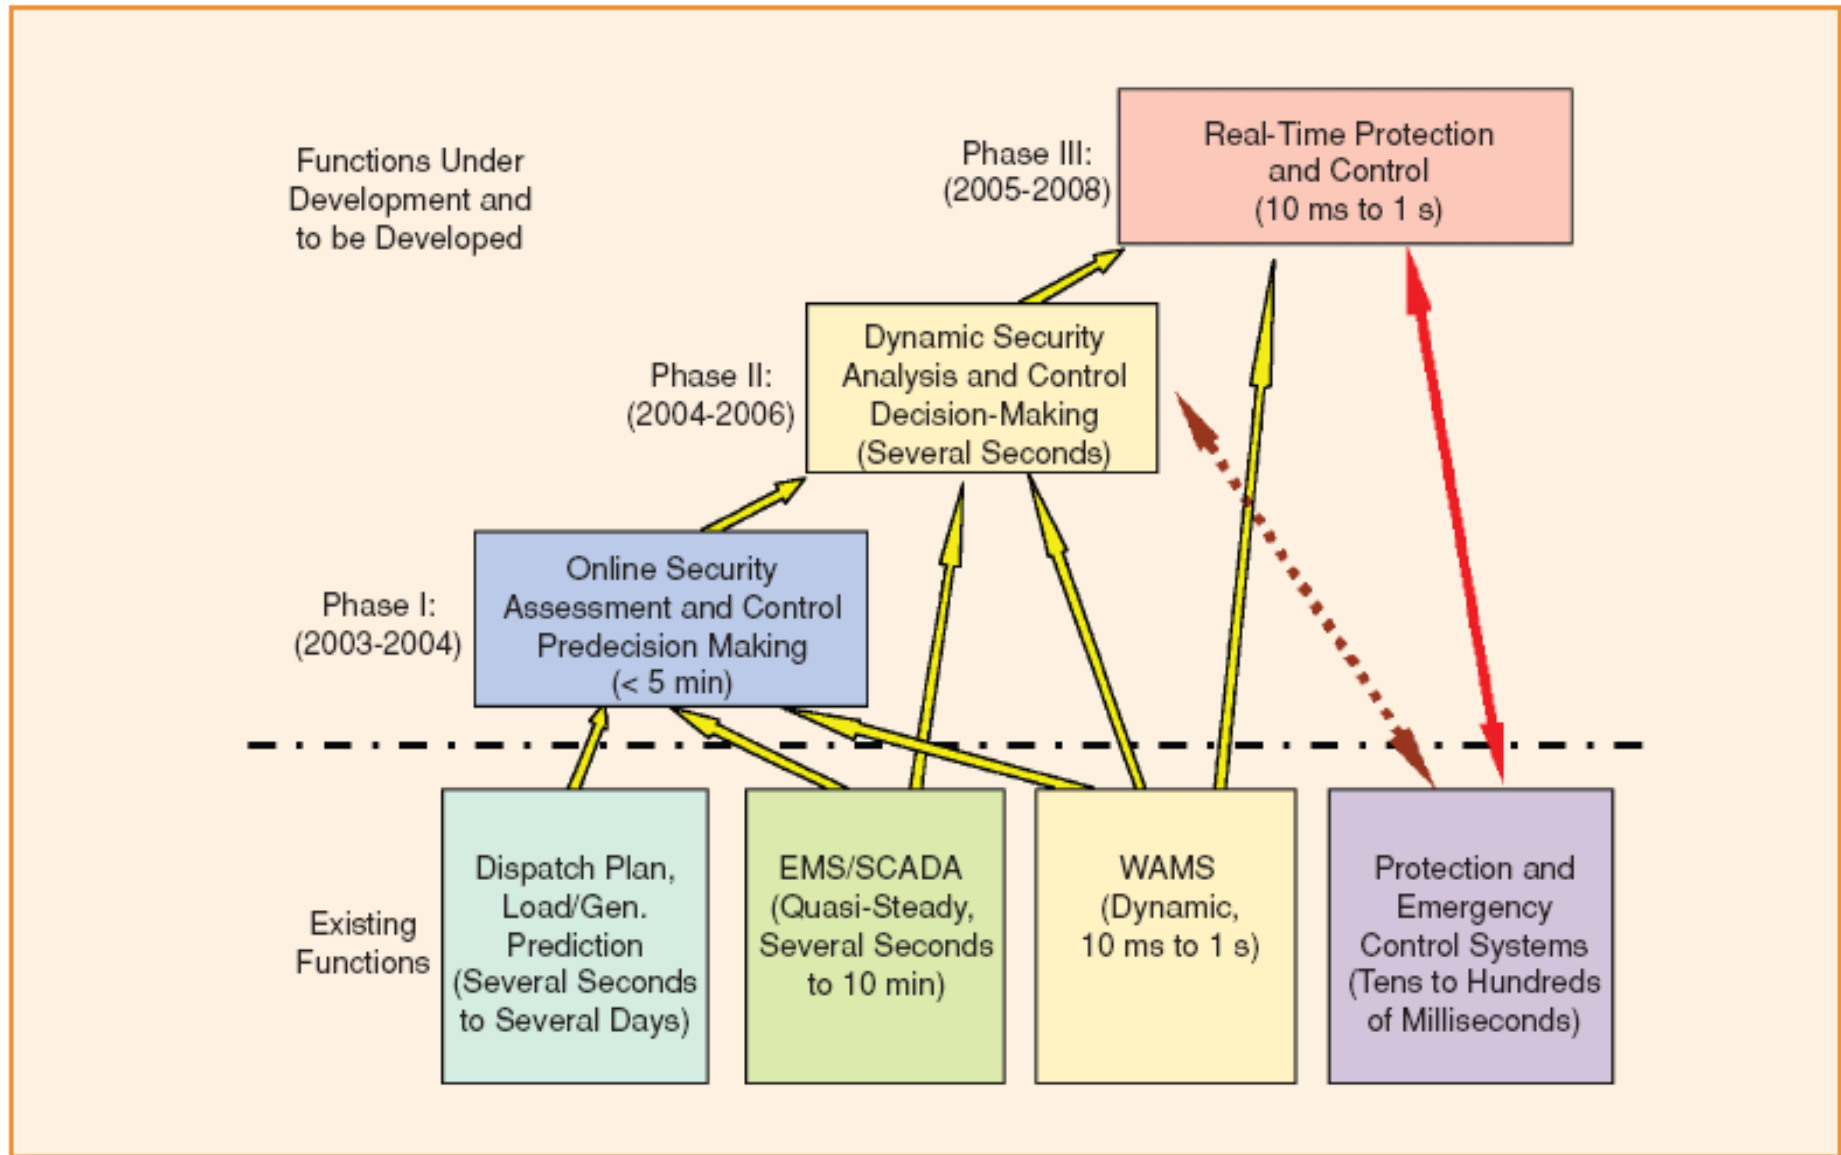 Functions Under
Development and
to be Developed
Phase III:
(2005-2008)
Real-Time Protection
and Control
(10 ms to 1 s)
Phase II:
(2004-2006)
Dynamic Security
Analysis and Control
Decision-Making
(Several Seconds)
Phase I:
(2003-2004)
Online Security
Assessment and Control
Predecision Making
(< 5 min)
Existing
Functions
Dispatch Plan,
Load/Gen.
Prediction
(Several Seconds
to Several Days)
EMS/SCADA
(Quasi-Steady,
Several Seconds
to 10 min)
WAMS
(Dynamic,
10 ms to 1 s)
Protection and
Emergency
Control Systems
(Tens to Hundreds
of Milliseconds)